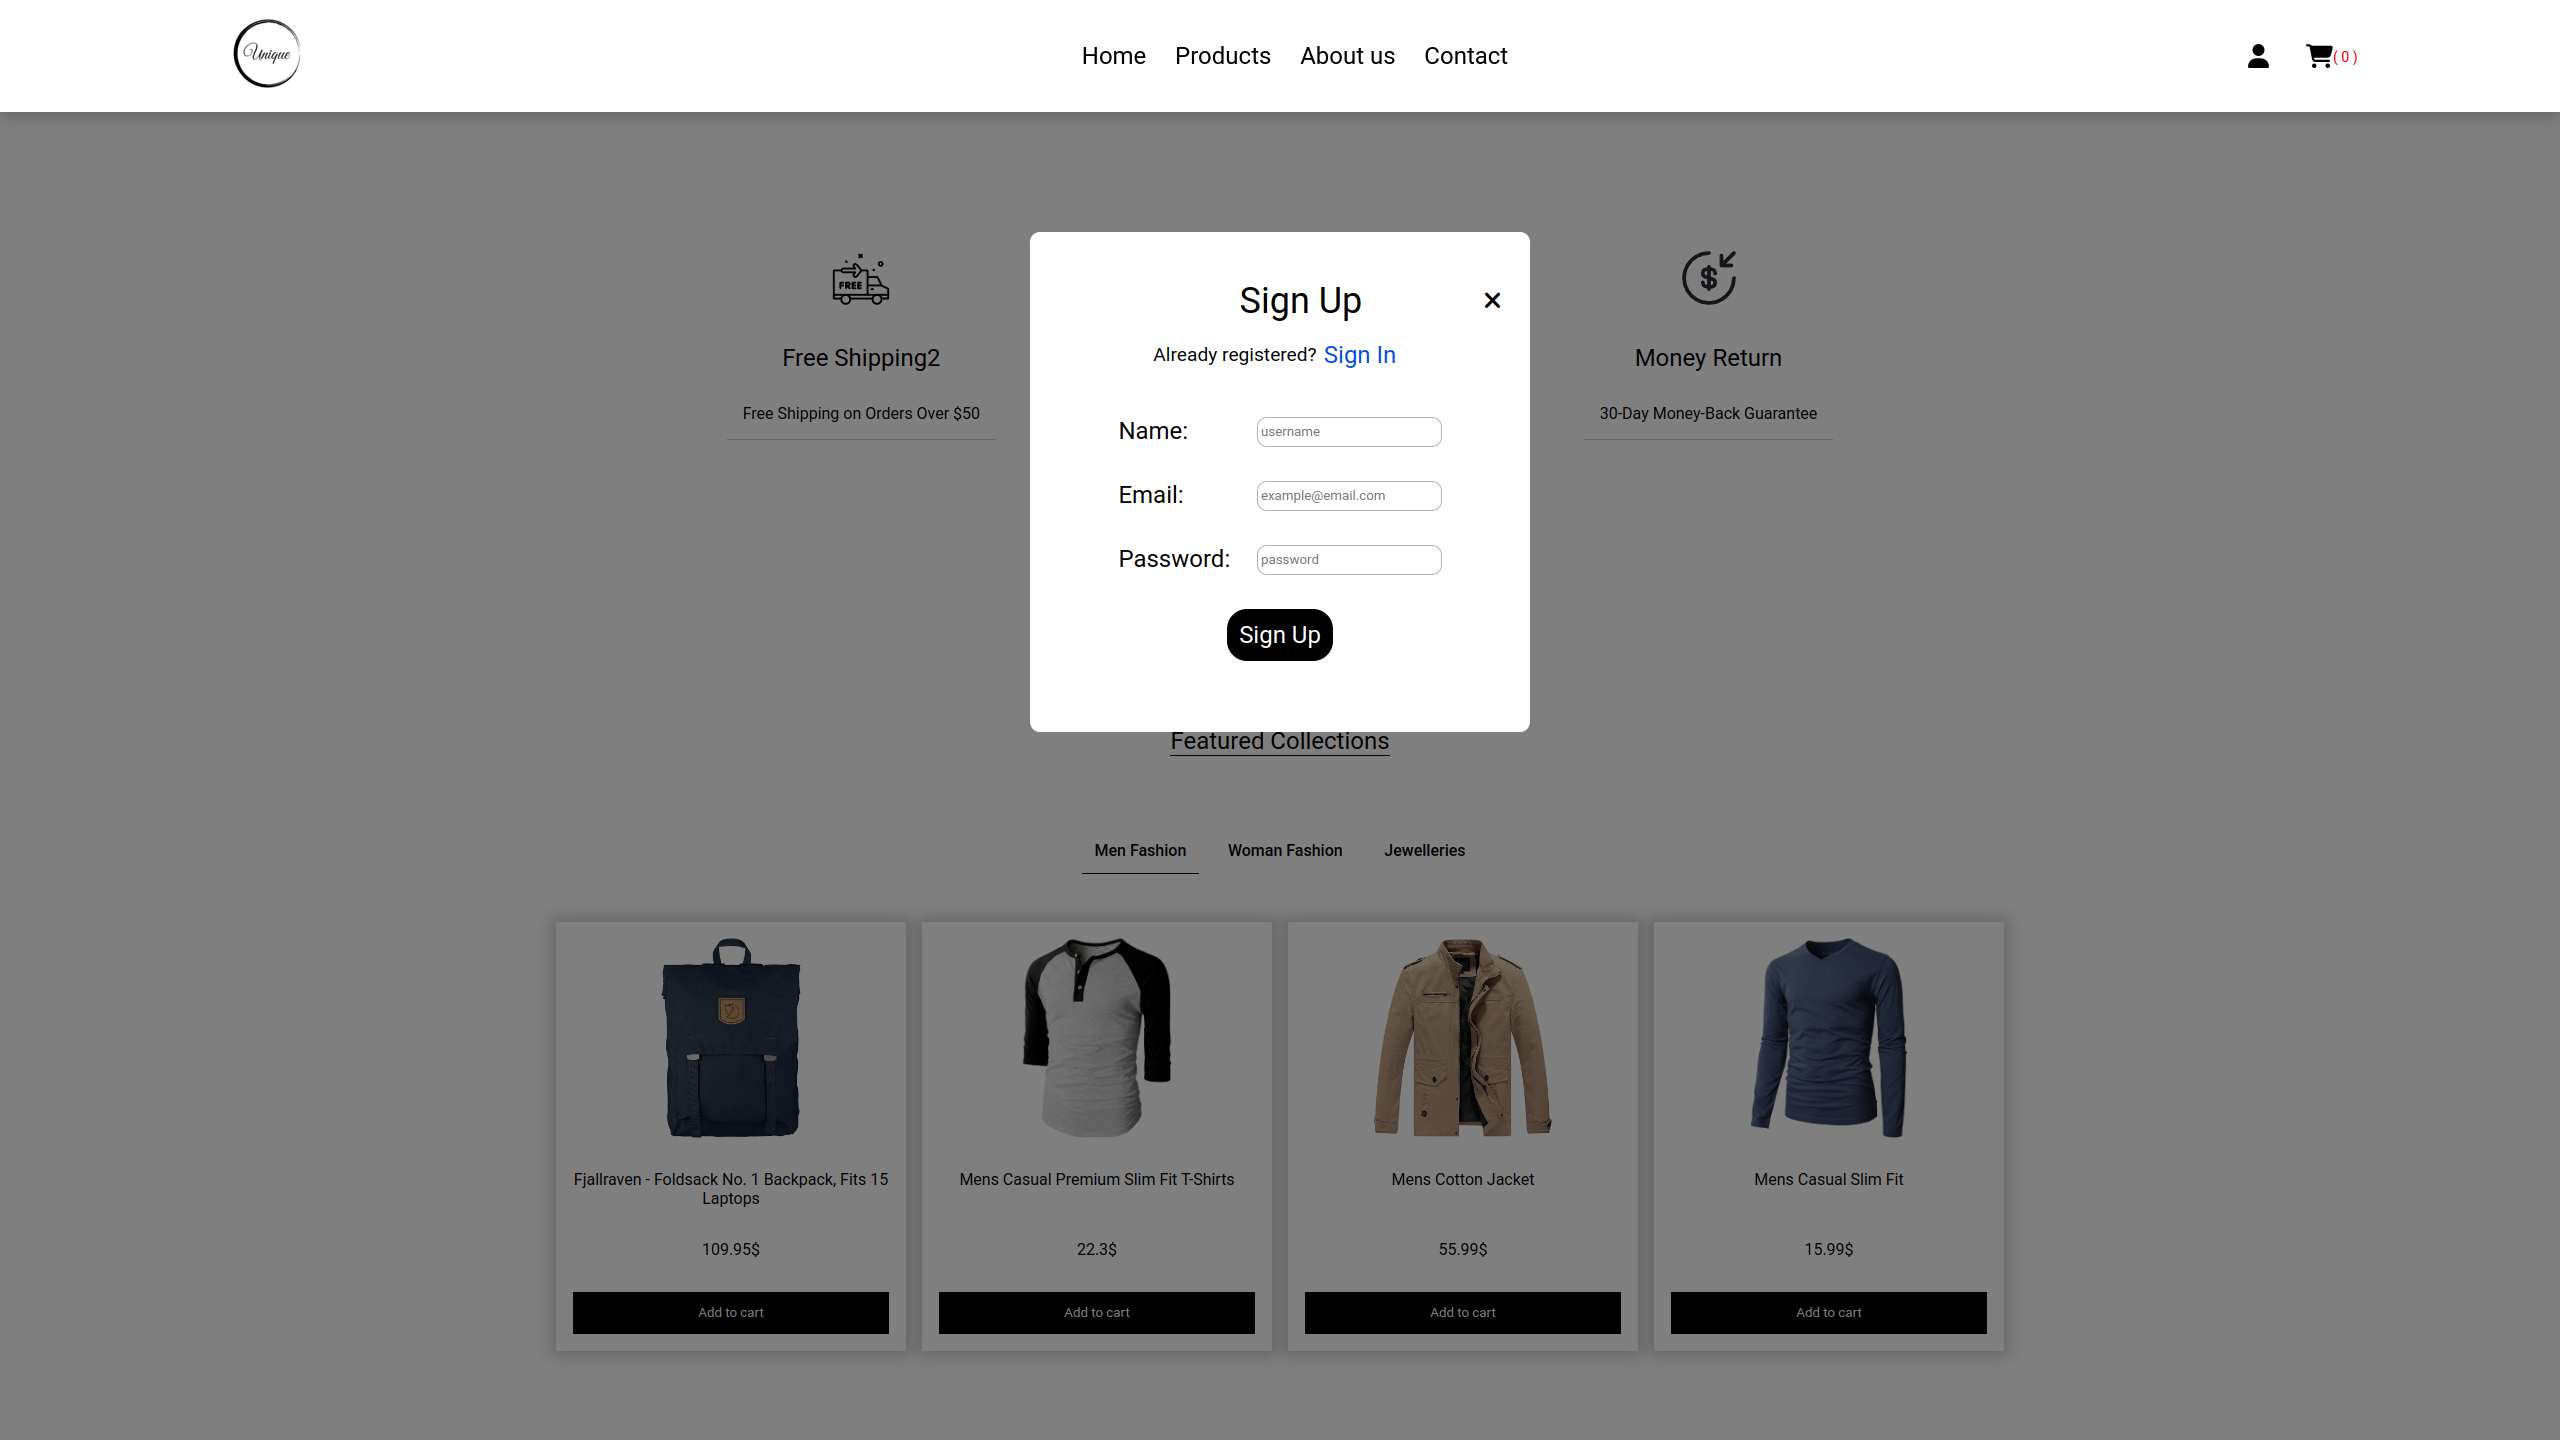 Unique
Home Products About us Contact
( 0 )
FREE
$
Sign Up
×
Already registered? Sign In
Free Shipping2
Money Return
Free Shipping on Orders Over $50
30-Day Money-Back Guarantee
Name: username
Email: example@email.com
Password: password
Sign Up
Featured Collections
Men Fashion Woman Fashion Jewelleries
Fjallraven - Foldsack No. 1 Backpack, Fits 15
Laptops
109.95$
Add to cart
Mens Casual Premium Slim Fit T-Shirts
22.3$
Add to cart
Mens Cotton Jacket
55.99$
Add to cart
Mens Casual Slim Fit
15.99$
Add to cart